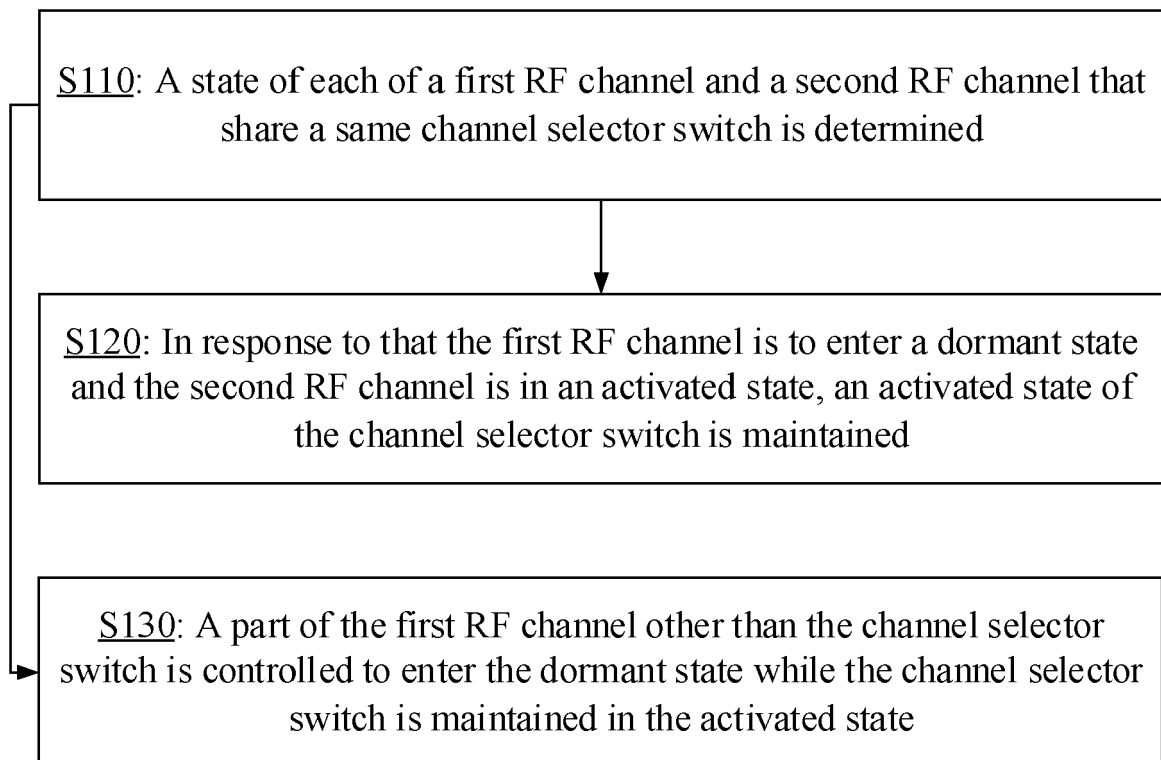 S110: A state of each of a first RF channel and a second RF channel that
share a same channel selector switch is determined
S120: In response to that the first RF channel is to enter a dormant state
and the second RF channel is in an activated state, an activated state of
the channel selector switch is maintained
S130: A part of the first RF channel other than the channel selector
switch is controlled to enter the dormant state while the channel selector
switch is maintained in the activated state